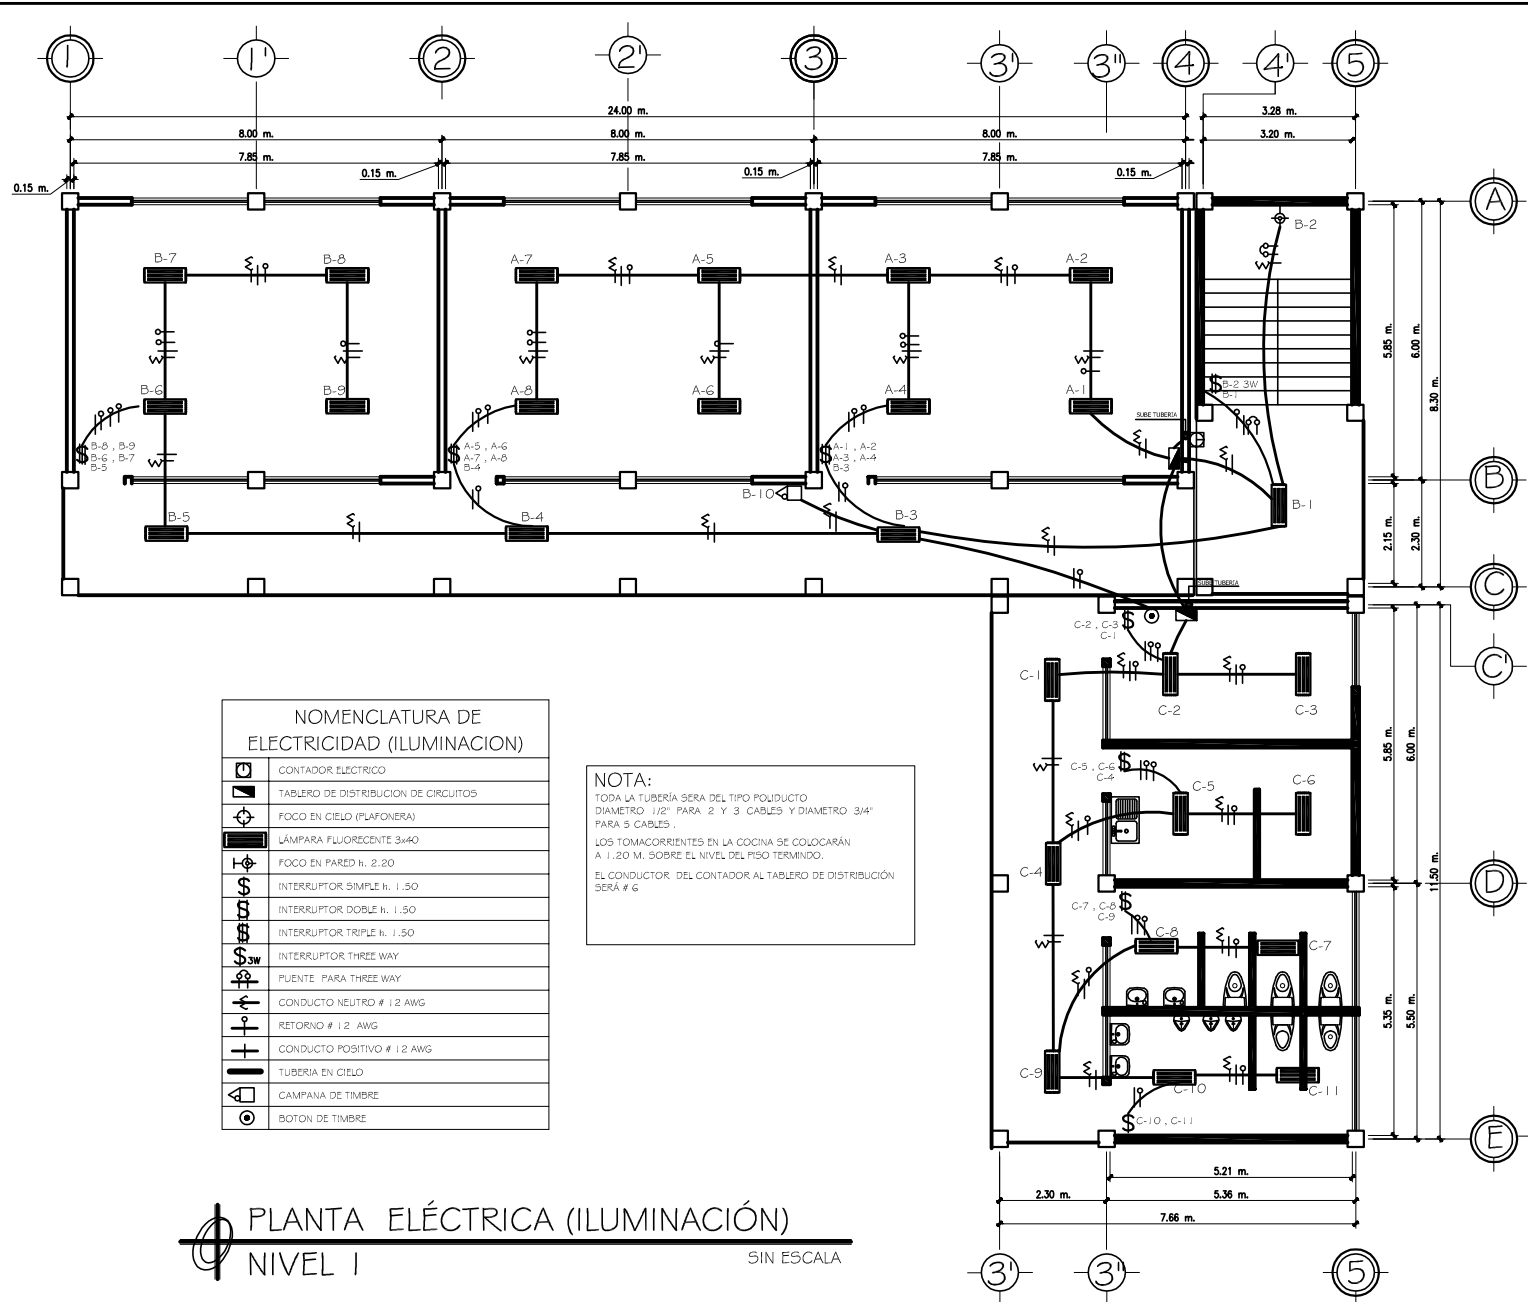 1
1'
2
2'
3
3'
3"
4
4'
5
24.00 m.
3.28 m.
8.00 m.
8.00 m.
8.00 m.
3.20 m.
7.85 m.
7.85 m.
7.85 m.
0.15 m.
0.15 m.
0.15 m.
0.15 m.
A
B-2
B-7
B-8
A-7
A-5
A-3
A-2
5.85 m.
6.00 m.
8.30 m.
B-6
B-9
A-8
A-6
A-4
A-1
B-2 3W
B-1
SUBE TUBERIA
B-8 , B-9
B-6 , B-7
B-5
A-5 , A-6
A-7 , A-8
B-4
A-1 , A-2
A-3 , A-4
B-3
B
B-10
B-5
B-4
B-3
B-1
2.15 m.
2.30 m.
SUBE TUBERIA
C
C-2 , C-3
C-1
C'
C-1
C-2
C-3
5.85 m.
6.00 m.
11.50 m.
C-5 , C-6
C-4
C-5
C-6
C-4
D
C-7 , C-8
C-9
C-8
C-7
5.35 m.
5.50 m.
C-9
C-10
C-11
C-10 , C-11
E
5.21 m.
2.30 m.
5.36 m.
7.66 m.
3'
3"
5
NOMENCLATURA DE
ELECTRICIDAD (ILUMINACION)
CONTADOR ELECTRICO
TABLERO DE DISTRIBUCION DE CIRCUITOS
FOCO EN CIELO (PLAFONERA)
LÁMPARA FLUORECENTE 3x40
FOCO EN PARED h. 2.20
$ INTERRUPTOR SIMPLE h. 1.50
$ INTERRUPTOR DOBLE h. 1.50
$ INTERRUPTOR TRIPLE h. 1.50
$3W INTERRUPTOR THREE WAY
PUENTE PARA THREE WAY
CONDUCTO NEUTRO # 12 AWG
RETORNO # 12 AWG
CONDUCTO POSITIVO # 12 AWG
TUBERIA EN CIELO
CAMPANA DE TIMBRE
BOTON DE TIMBRE
NOTA:
TODA LA TUBERÍA SERA DEL TIPO POLIDUCTO
DIAMETRO 1/2" PARA 2 Y 3 CABLES Y DIAMETRO 3/4"
PARA 5 CABLES .
LOS TOMACORRIENTES EN LA COCINA SE COLOCARÁN
A 1.20 M. SOBRE EL NIVEL DEL PISO TERMINDO.
EL CONDUCTOR DEL CONTADOR AL TABLERO DE DISTRIBUCIÓN
SERÁ # 6
PLANTA ELÉCTRICA (ILUMINACIÓN)
NIVEL 1
SIN ESCALA